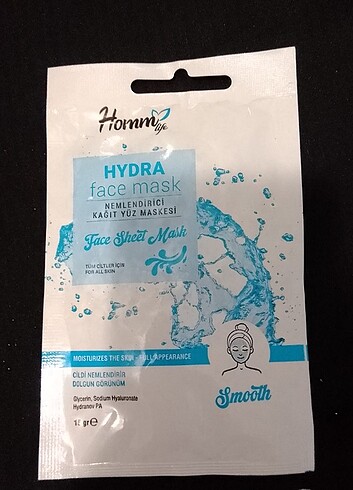 Homm life
HYDRA
face mask
NEMLENDİRİCİ
KAĞIT YÜZ MASKESİ
Face Sheet Mask
TÜM CİLTLER İÇİN
FOR ALL SKIN
MOISTURIZES THE SKIN - FULL APPEARANCE
CİLDİ NEMLENDİRİR
DOLGUN GÖRÜNÜM
Smooth
Glycerin, Sodium Hyaluronate
Hydranov PA
gr e